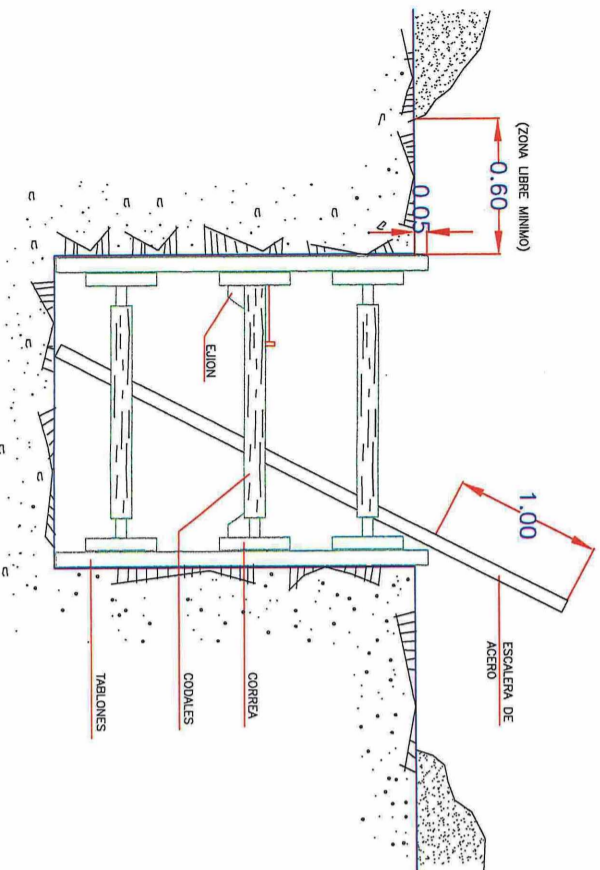 (ZONA LIBRE MINIMO)
0.60
0.05
1.00
ESCALERA DE
ACERO
EJION
CORREA
CODALES
TABLONES